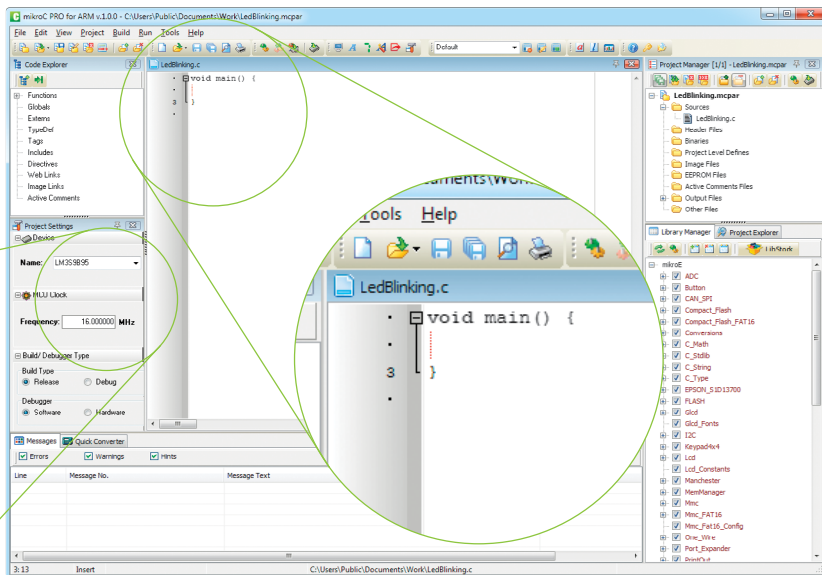 mikroC PRO for ARM v.1.0.0 - C:\Users\Public\Documents\Work\LedBlinking.mcpar
File Edit View Project Build Run Tools Help
Default
Code Explorer
Functions
Globals
Externs
TypeDef
Tags
Includes
Directives
Web Links
Image Links
Active Comments
Project Settings
Device
Name: LM3S9B95
MCU Clock
Frequency: 16.000000 MHz
Build/ Debugger Type
Build Type
Release Debug
Debugger
Software Hardware
LedBlinking.c
void main() {
3 }
Tools Help
LedBlinking.c
void main() {
3 }
Project Manager [1/1] - LedBlinking.mcpar
LedBlinking.mcpar
Sources
LedBlinking.c
Header Files
Binaries
Project Level Defines
Image Files
EEPROM Files
Active Comments Files
Output Files
Other Files
Library Manager Project Explorer
LibStock
mikroE
ADC
Button
CAN_SPI
Compact_Flash
Compact_Flash_FAT16
Conversions
C_Math
C_Stdlib
C_String
C_Type
EPSON_S1D13700
FLASH
Glcd
Glcd_Fonts
I2C
Keypad4x4
Lcd
Lcd_Constants
Manchester
MemManager
Mmc
Mmc_FAT16
Mmc_Fat16_Config
One_Wire
Port_Expander
PrintOut
Messages Quick Converter
Errors Warnings Hints
Line Message No. Message Text
3: 13 Insert C:\Users\Public\Documents\Work\LedBlinking.c